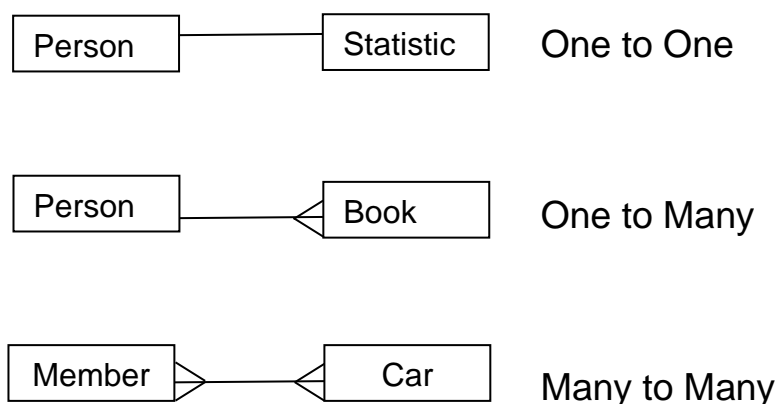 Person Statistic One to One
Person Book One to Many
Member Car Many to Many